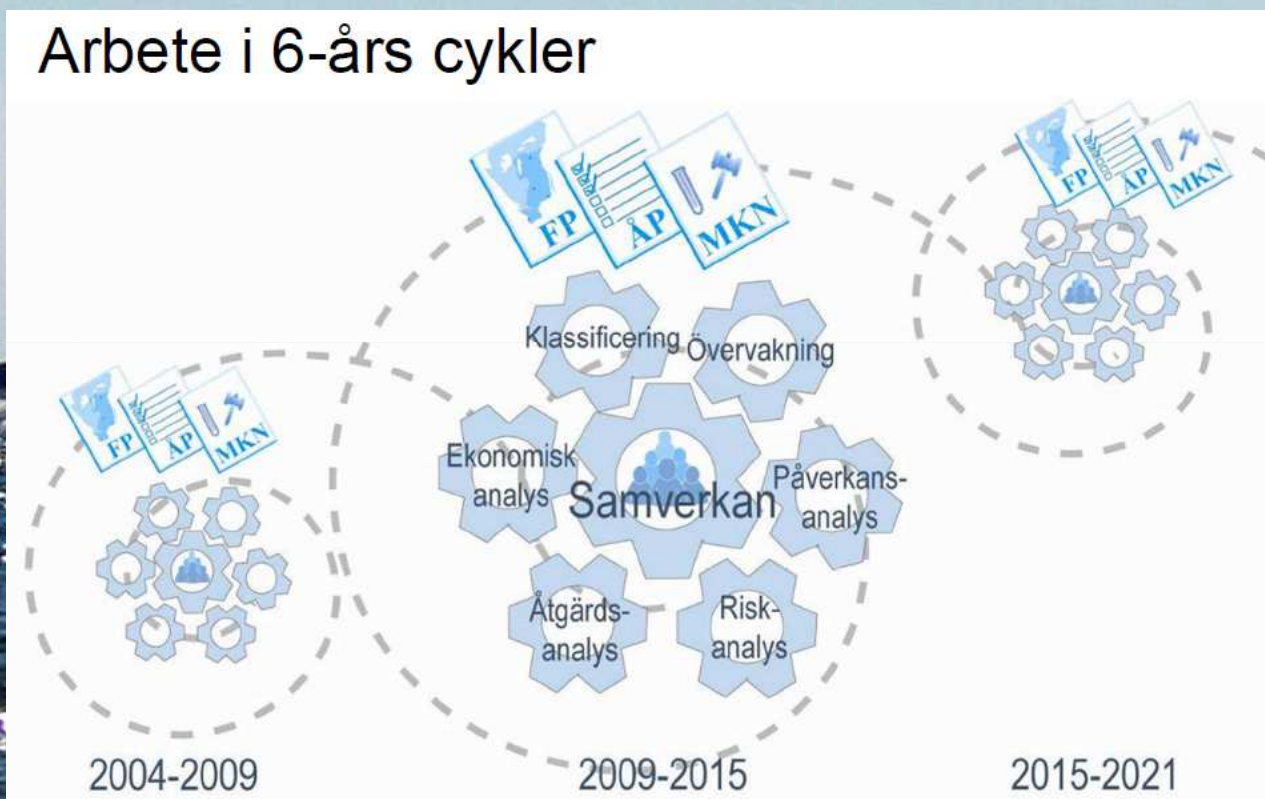 Arbete i 6-års cykler
FP ÅP MKN
FP ÅP MKN
FP ÅP MKN
Klassificering
Övervakning
Ekonomisk
analys
Samverkan
Påverkans-
analys
Åtgärds-
analys
Risk-
analys
2004-2009
2009-2015
2015-2021